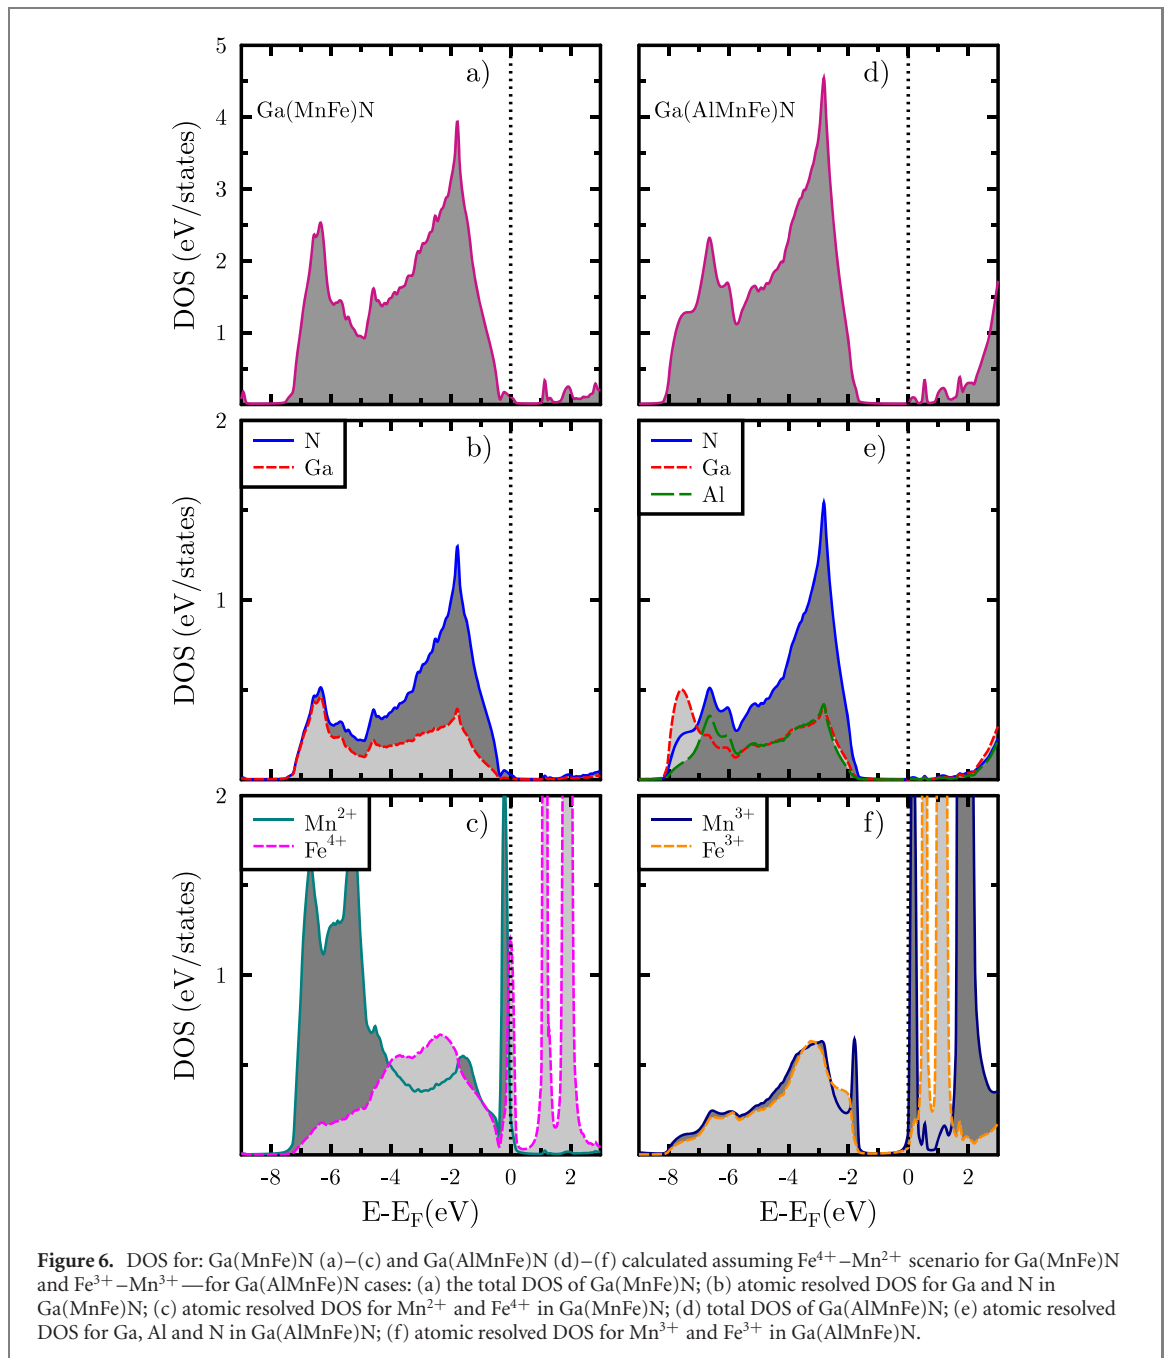 a)
d)
Ga(MnFe)N
Ga(AlMnFe)N
DOS (eV/states)
5
4
3
2
1
b)
e)
N
Ga
N
Ga
Al
DOS (eV/states)
2
1
c)
f)
Mn²⁺
Fe⁴⁺
Mn³⁺
Fe³⁺
DOS (eV/states)
2
1
-8 -6 -4 -2 0 2
-8 -6 -4 -2 0 2
E-E_F(eV)
E-E_F(eV)
Figure 6. DOS for: Ga(MnFe)N (a)–(c) and Ga(AlMnFe)N (d)–(f) calculated assuming Fe⁴⁺–Mn²⁺ scenario for Ga(MnFe)N
and Fe³⁺–Mn³⁺—for Ga(AlMnFe)N cases: (a) the total DOS of Ga(MnFe)N; (b) atomic resolved DOS for Ga and N in
Ga(MnFe)N; (c) atomic resolved DOS for Mn²⁺ and Fe⁴⁺ in Ga(MnFe)N; (d) total DOS of Ga(AlMnFe)N; (e) atomic resolved
DOS for Ga, Al and N in Ga(AlMnFe)N; (f) atomic resolved DOS for Mn³⁺ and Fe³⁺ in Ga(AlMnFe)N.